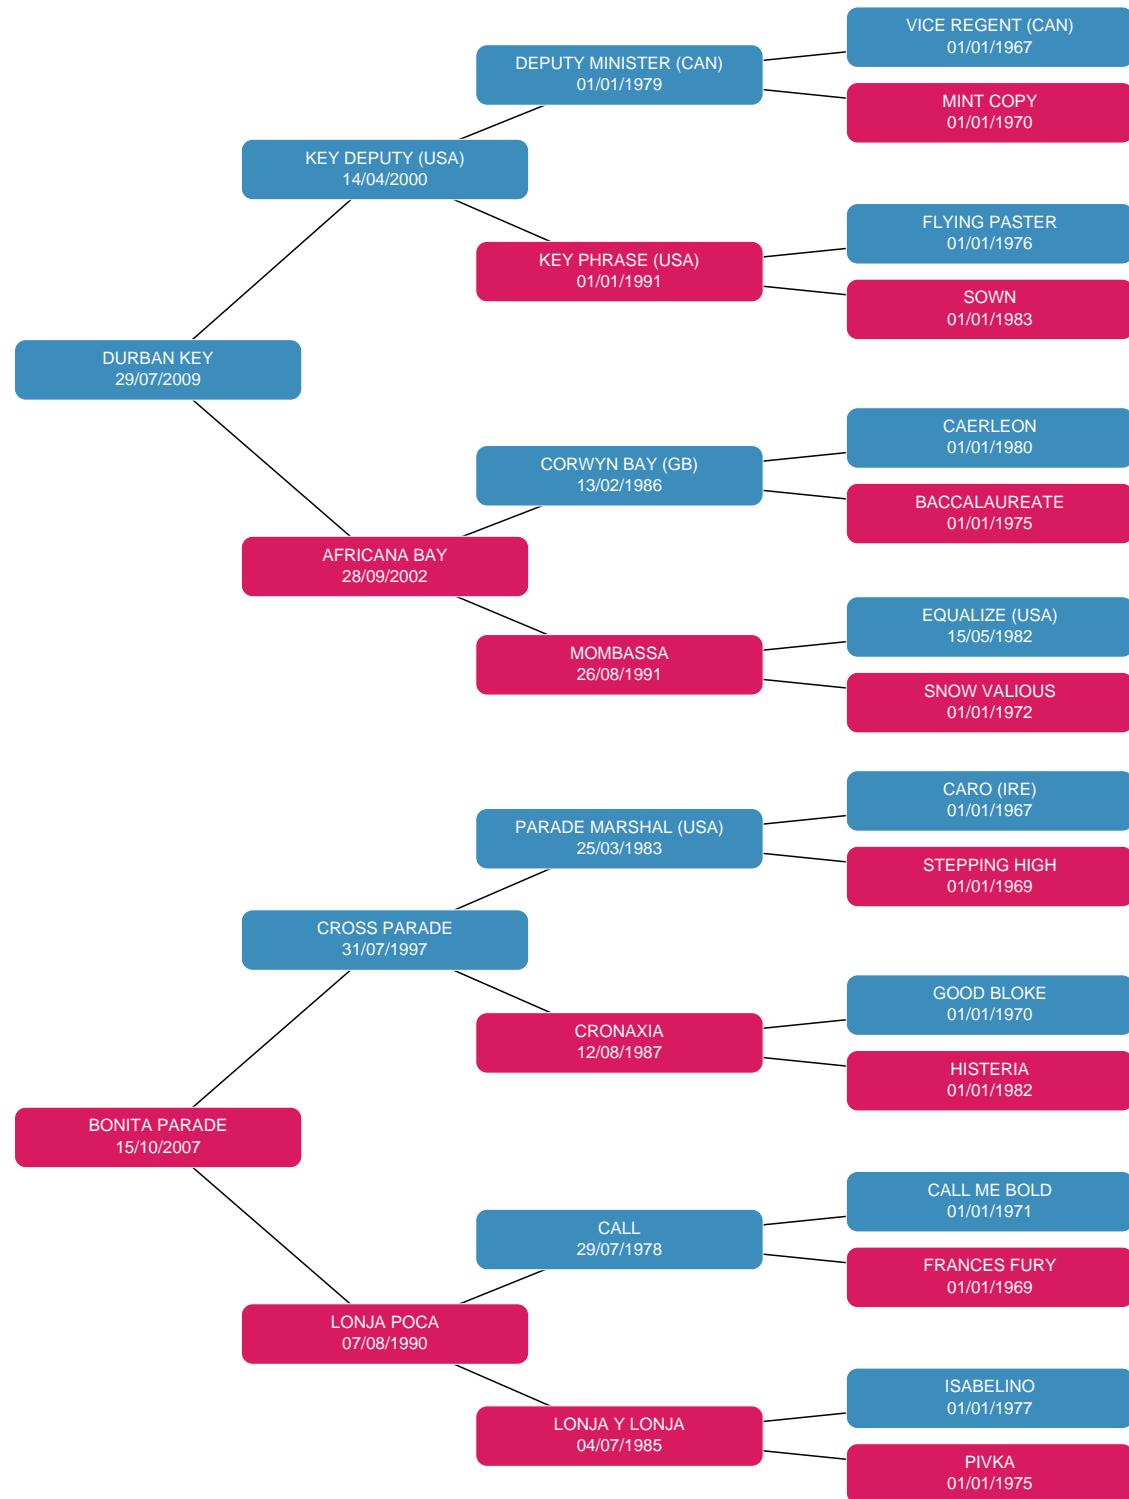 VICE REGENT (CAN)
01/01/1967
DEPUTY MINISTER (CAN)
01/01/1979
MINT COPY
01/01/1970
KEY DEPUTY (USA)
14/04/2000
FLYING PASTER
01/01/1976
KEY PHRASE (USA)
01/01/1991
SOWN
01/01/1983
DURBAN KEY
29/07/2009
CAERLEON
01/01/1980
CORWYN BAY (GB)
13/02/1986
BACCALAUREATE
01/01/1975
AFRICANA BAY
28/09/2002
EQUALIZE (USA)
15/05/1982
MOMBASSA
26/08/1991
SNOW VALIOUS
01/01/1972
CARO (IRE)
01/01/1967
PARADE MARSHAL (USA)
25/03/1983
STEPPING HIGH
01/01/1969
CROSS PARADE
31/07/1997
GOOD BLOKE
01/01/1970
CRONAXIA
12/08/1987
HISTERIA
01/01/1982
BONITA PARADE
15/10/2007
CALL ME BOLD
01/01/1971
CALL
29/07/1978
FRANCES FURY
01/01/1969
LONJA POCA
07/08/1990
ISABELINO
01/01/1977
LONJA Y LONJA
04/07/1985
PIVKA
01/01/1975